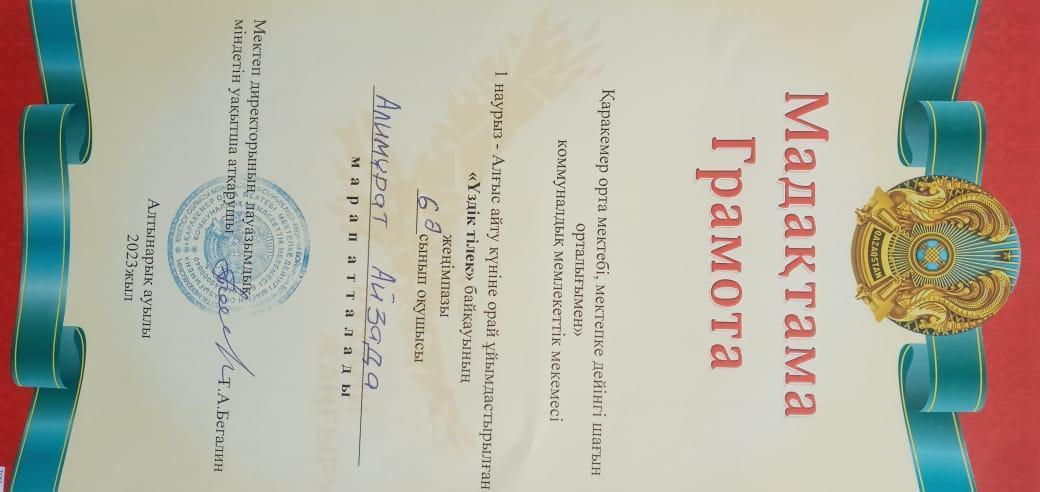 QAZAQSTAN
Мадақтама
Грамота
Қаракемер орта мектебі, мектепке дейінгі шағын
орталығымен»
коммуналдық мемлекеттік мекемесі
1 наурыз - Алғыс айту күніне орай ұйымдастырылған
«Үздік тілек» байқауының
жеңімпазы
6 д сынып оқушысы
Алимұрат Айзада
марапатталады
Мектеп директорының лауазымдық
міндетін уақытша атқарушы Т.А.Бегалин
Алтынарық ауылы
2023жыл